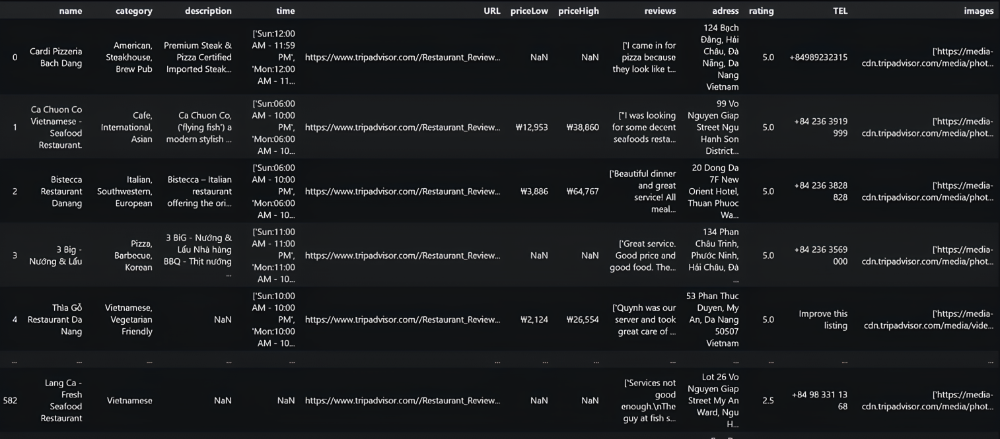 name category description time URL priceLow priceHigh reviews adress rating TEL images
0
Cardi Pizzeria
Bach Dang
American,
Steakhouse,
Brew Pub
Premium Steak &
Pizza Certified
Imported Steak...
['Sun:12:00
AM - 11:59
PM',
'Mon:12:00
AM - 11...
https://www.tripadvisor.com//Restaurant_Review...
NaN
NaN
['I came in for
pizza because
they look like t...
124 Bạch
Đằng, Hải
Châu, Đà
Nẵng, Da
Nang
Vietnam
5.0
+84989232315
['https://media-
cdn.tripadvisor.com/media/phot...
1
Ca Chuon Co
Vietnamese -
Seafood
Restaurant.
Cafe,
International,
Asian
Ca Chuon Co,
('flying fish') a
modern stylish ...
['Sun:06:00
AM - 10:00
PM',
'Mon:06:00
AM - 10...
https://www.tripadvisor.com//Restaurant_Review...
₩12,953
₩38,860
["I was looking
for some decent
seafoods resta...
99 Vo
Nguyen Giap
Street Ngu
Hanh Son
District...
5.0
+84 236 3919
999
['https://media-
cdn.tripadvisor.com/media/phot...
2
Bistecca
Restaurant
Danang
Italian,
Southwestern,
European
Bistecca – Italian
restaurant
offering the ori...
['Sun:06:00
AM - 10:00
PM',
'Mon:06:00
AM - 10...
https://www.tripadvisor.com//Restaurant_Review...
₩3,886
₩64,767
['Beautiful dinner
and great
service! All
meal...
20 Dong Da
7F New
Orient Hotel,
Thuan Phuoc
Wa...
5.0
+84 236 3828
828
['https://media-
cdn.tripadvisor.com/media/phot...
3
3 Big -
Nướng & Lẩu
Pizza,
Barbecue,
Korean
3 BiG - Nướng &
Lẩu Nhà hàng
BBQ - Thịt nướng
...
['Sun:11:00
AM - 11:00
PM',
'Mon:11:00
AM - 10...
https://www.tripadvisor.com//Restaurant_Review...
NaN
NaN
['Great service.
Good price and
good food. The...
134 Phan
Châu Trinh,
Phước Ninh,
Hải Châu, Đà
...
5.0
+84 236 3569
000
['https://media-
cdn.tripadvisor.com/media/phot...
4
Thìa Gỗ
Restaurant Da
Nang
Vietnamese,
Vegetarian
Friendly
NaN
['Sun:10:00
AM - 10:00
PM',
'Mon:10:00
AM - 10...
https://www.tripadvisor.com//Restaurant_Review...
₩2,124
₩26,554
['Quynh was our
server and took
great care of ...
53 Phan Thuc
Duyen, My
An, Da Nang
50507
Vietnam
5.0
Improve this
listing
['https://media-
cdn.tripadvisor.com/media/vide...
... ... ... ... ... ... ... ... ... ... ... ... ...
582
Lang Ca -
Fresh
Seafood
Restaurant
Vietnamese
NaN
NaN
https://www.tripadvisor.com//Restaurant_Review...
NaN
NaN
['Services not
good
enough.\nThe
guy at fish s...
Lot 26 Vo
Nguyen Giap
Street My An
Ward, Ngu
H...
2.5
+84 98 331 13
68
['https://media-
cdn.tripadvisor.com/media/phot...